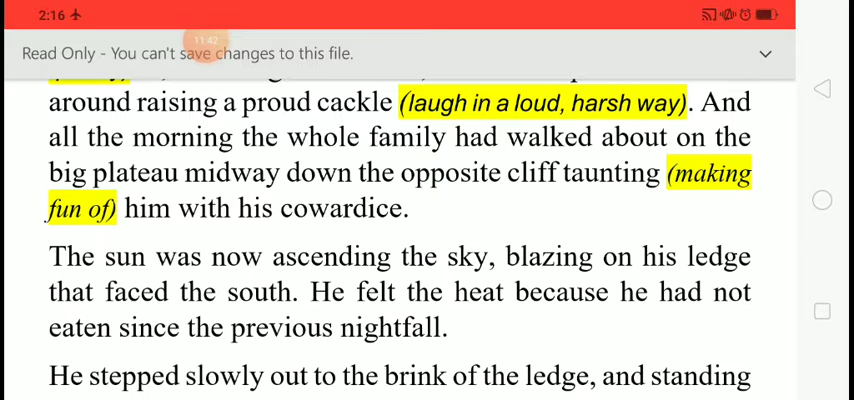 2:16
11:42
Read Only - You can't save changes to this file.
around raising a proud cackle (laugh in a loud, harsh way). And
all the morning the whole family had walked about on the
big plateau midway down the opposite cliff taunting (making
fun of) him with his cowardice.
The sun was now ascending the sky, blazing on his ledge
that faced the south. He felt the heat because he had not
eaten since the previous nightfall.
He stepped slowly out to the brink of the ledge, and standing